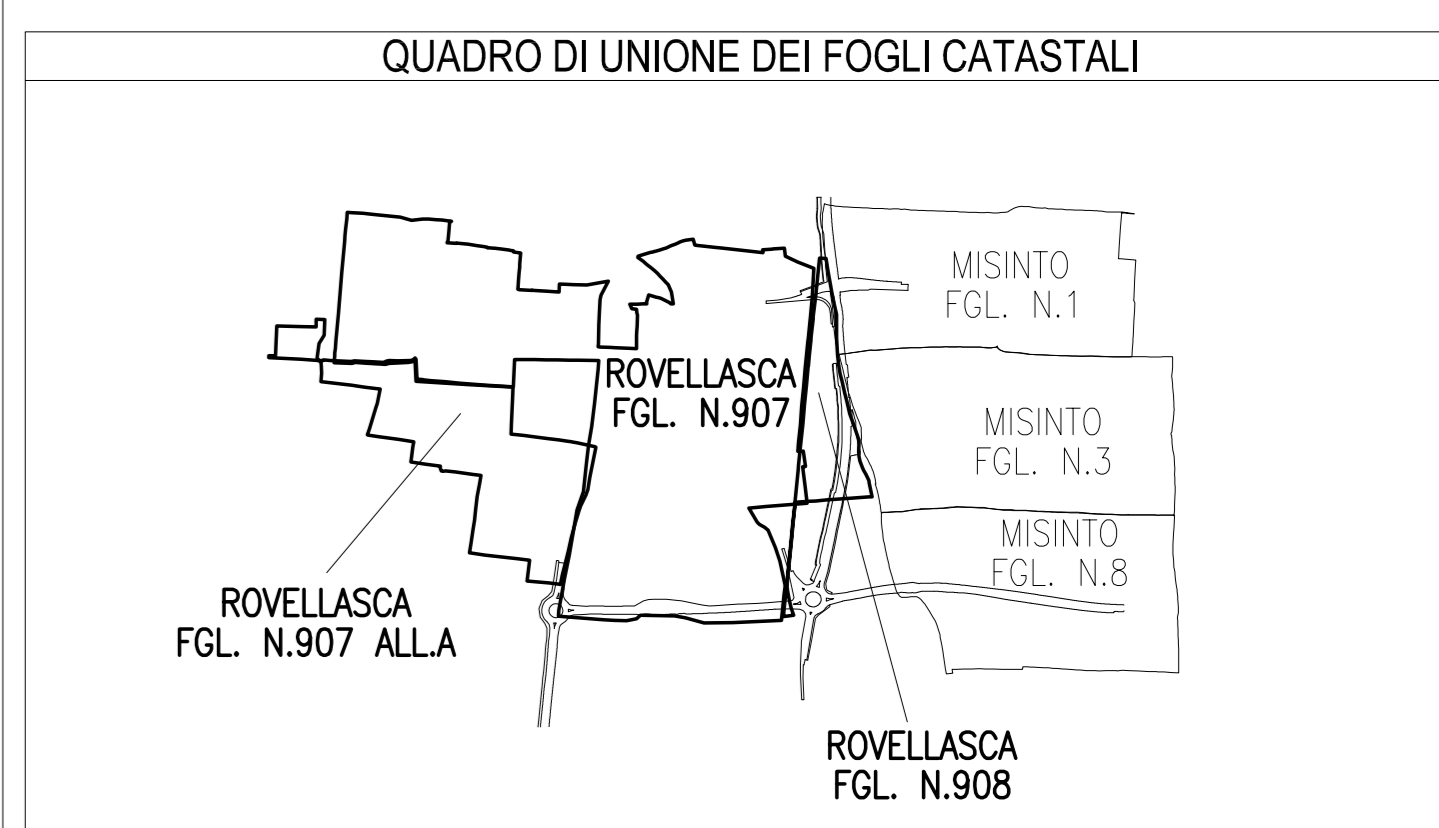 QUADRO DI UNIONE DEI FOGLI CATASTALI
MISINTO
FGL. N.1
ROVELLASCA
FGL. N.907
MISINTO
FGL. N.3
MISINTO
FGL. N.8
ROVELLASCA
FGL. N.907 ALL.A
ROVELLASCA
FGL. N.908